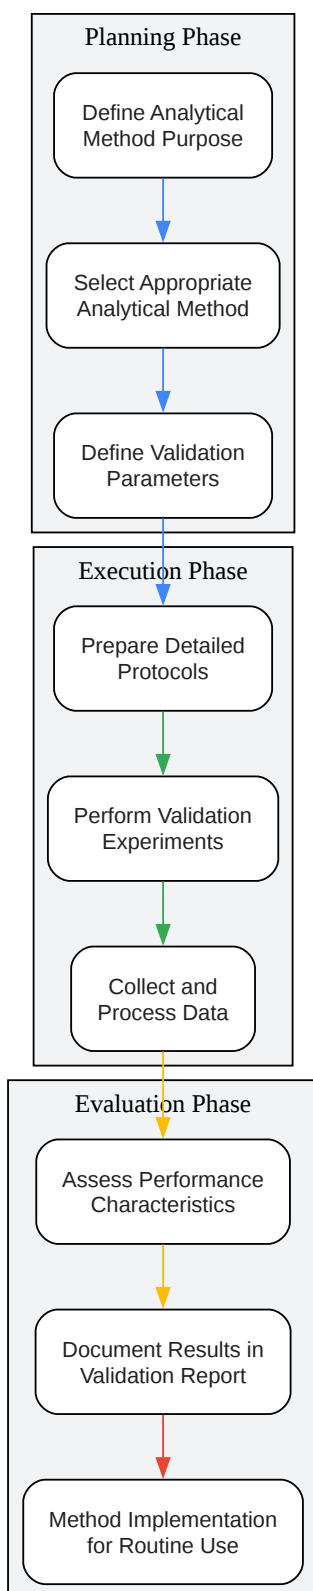 Planning Phase
Define Analytical
Method Purpose
Select Appropriate
Analytical Method
Define Validation
Parameters
Execution Phase
Prepare Detailed
Protocols
Perform Validation
Experiments
Collect and
Process Data
Evaluation Phase
Assess Performance
Characteristics
Document Results in
Validation Report
Method Implementation
for Routine Use